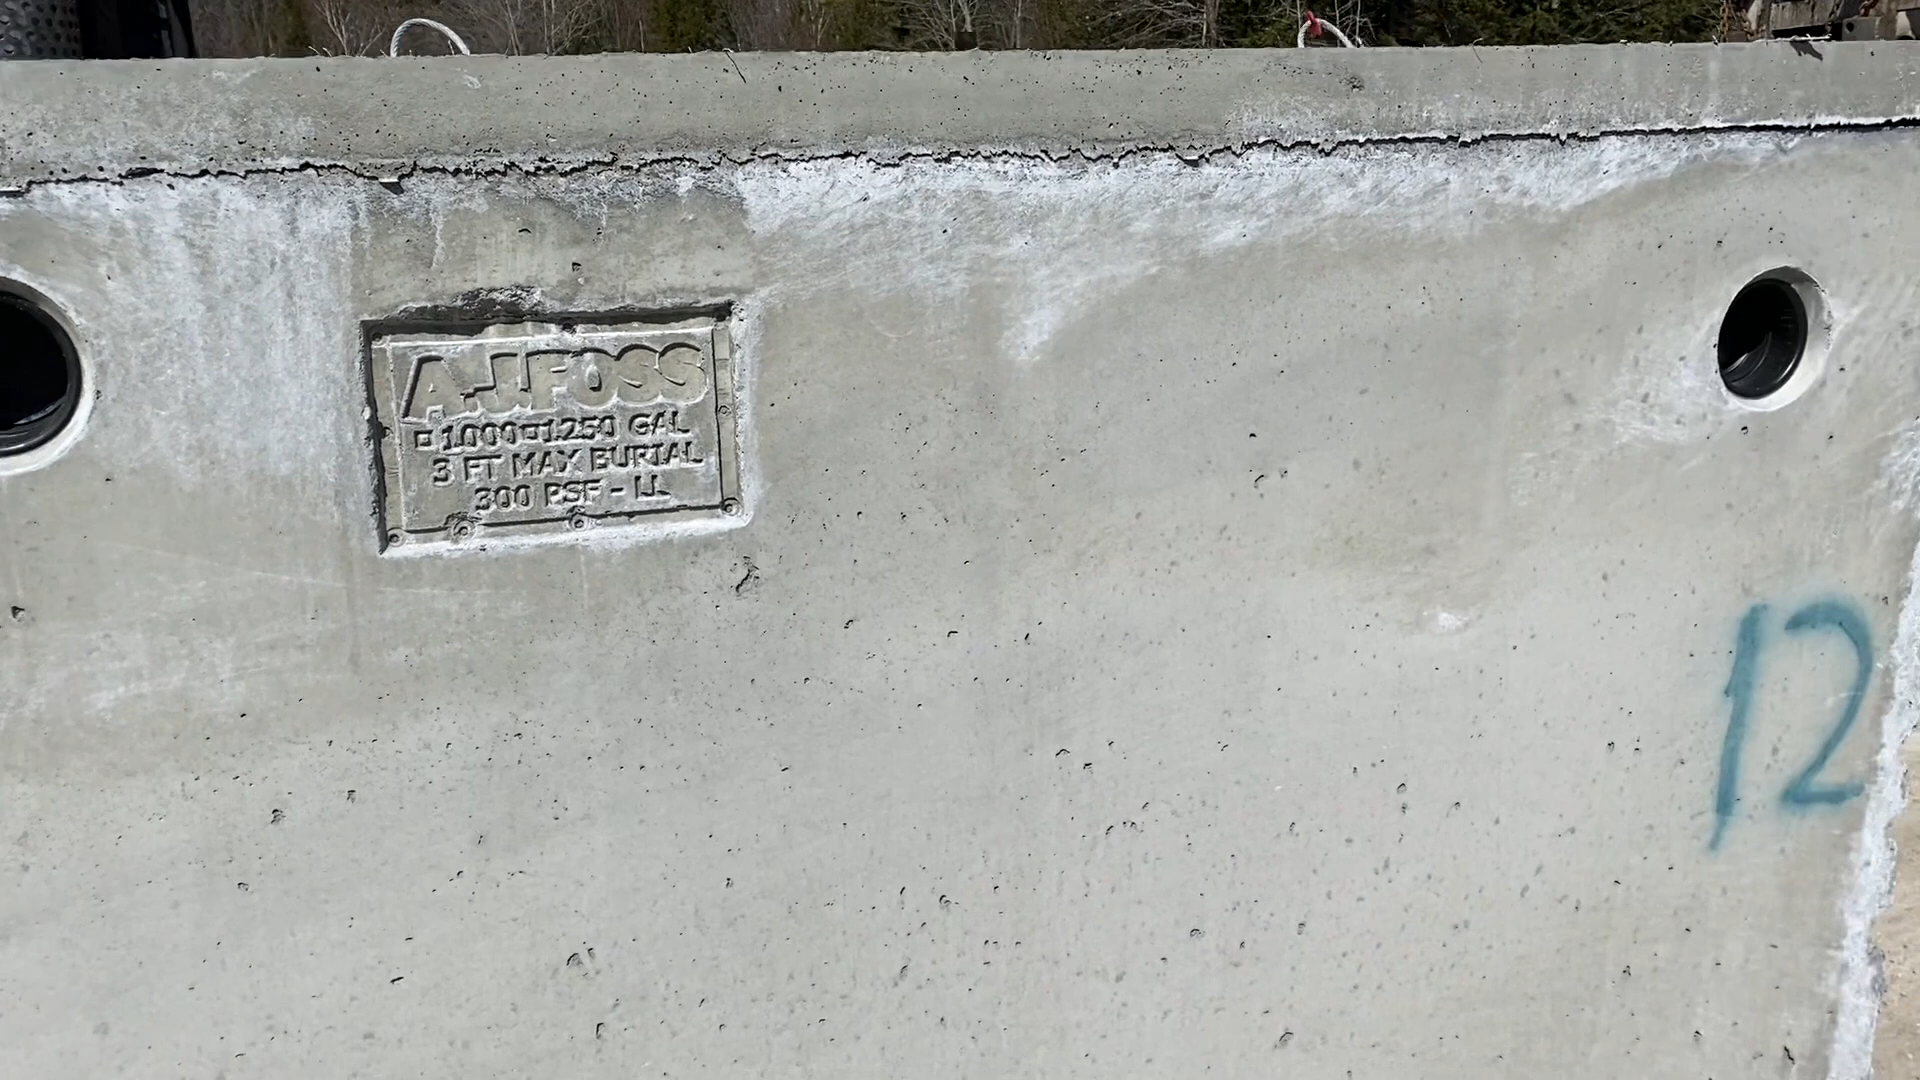 A.J.FOSS
□ 1,000 □ 1,250 GAL
3 FT MAX BURIAL
300 PSF - LL
12